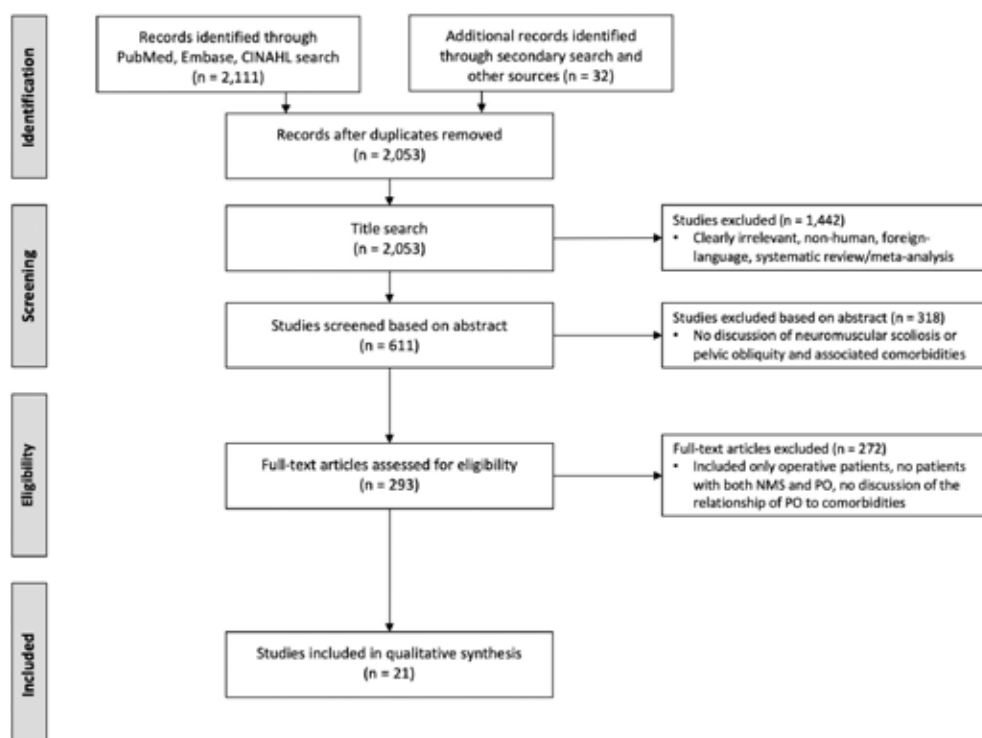 Identification
Records identified through
PubMed, Embase, CINAHL search
(n = 2,111)
Additional records identified
through secondary search and
other sources (n = 32)
Records after duplicates removed
(n = 2,053)
Screening
Title search
(n = 2,053)
Studies excluded (n = 1,442)
• Clearly irrelevant, non-human, foreign-
language, systematic review/meta-analysis
Studies screened based on abstract
(n = 611)
Studies excluded based on abstract (n = 318)
• No discussion of neuromuscular scoliosis or
pelvic obliquity and associated comorbidities
Eligibility
Full-text articles assessed for eligibility
(n = 293)
Full-text articles excluded (n = 272)
• Included only operative patients, no patients
with both NMS and PO, no discussion of the
relationship of PO to comorbidities
Included
Studies included in qualitative synthesis
(n = 21)